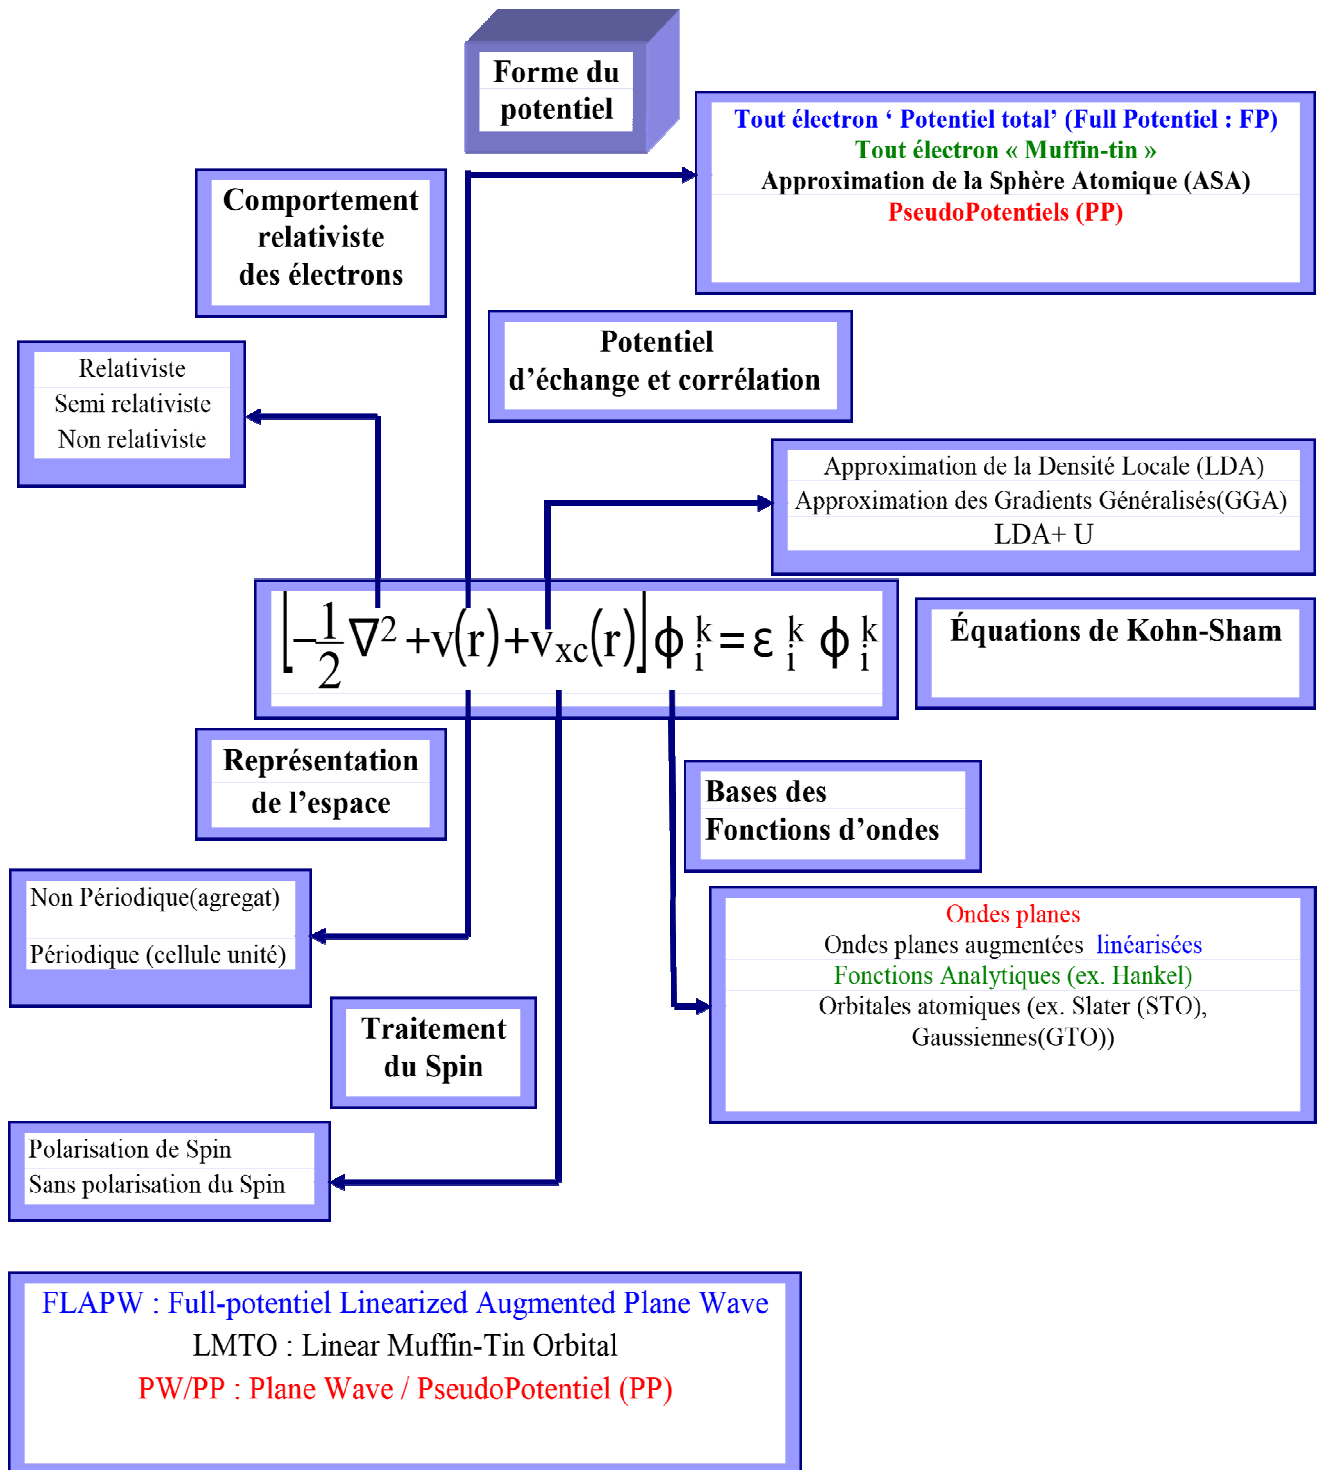 Forme du
potentiel
Tout électron ‘ Potentiel total’ (Full Potentiel : FP)
Tout électron « Muffin-tin »
Approximation de la Sphère Atomique (ASA)
PseudoPotentiels (PP)
Comportement
relativiste
des électrons
Potentiel
d’échange et corrélation
Relativiste
Semi relativiste
Non relativiste
Approximation de la Densité Locale (LDA)
Approximation des Gradients Généralisés(GGA)
LDA+ U
[−1/2 ∇² +v(r)+v_xc(r)] ϕ_i^k = ε_i^k ϕ_i^k
Équations de Kohn-Sham
Représentation
de l’espace
Bases des
Fonctions d’ondes
Non Périodique(agregat)
Périodique (cellule unité)
Ondes planes
Ondes planes augmentées linéarisées
Fonctions Analytiques (ex. Hankel)
Orbitales atomiques (ex. Slater (STO),
Gaussiennes(GTO))
Traitement
du Spin
Polarisation de Spin
Sans polarisation du Spin
FLAPW : Full-potentiel Linearized Augmented Plane Wave
LMTO : Linear Muffin-Tin Orbital
PW/PP : Plane Wave / PseudoPotentiel (PP)